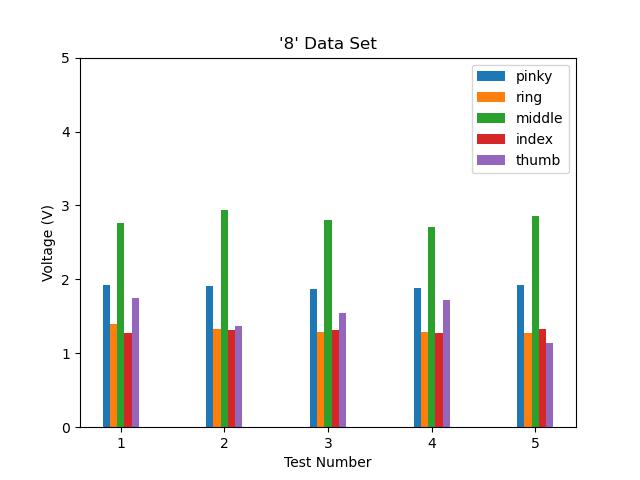 '8' Data Set
5
4
3
2
1
0
Voltage (V)
pinky
ring
middle
index
thumb
1 2 3 4 5
Test Number